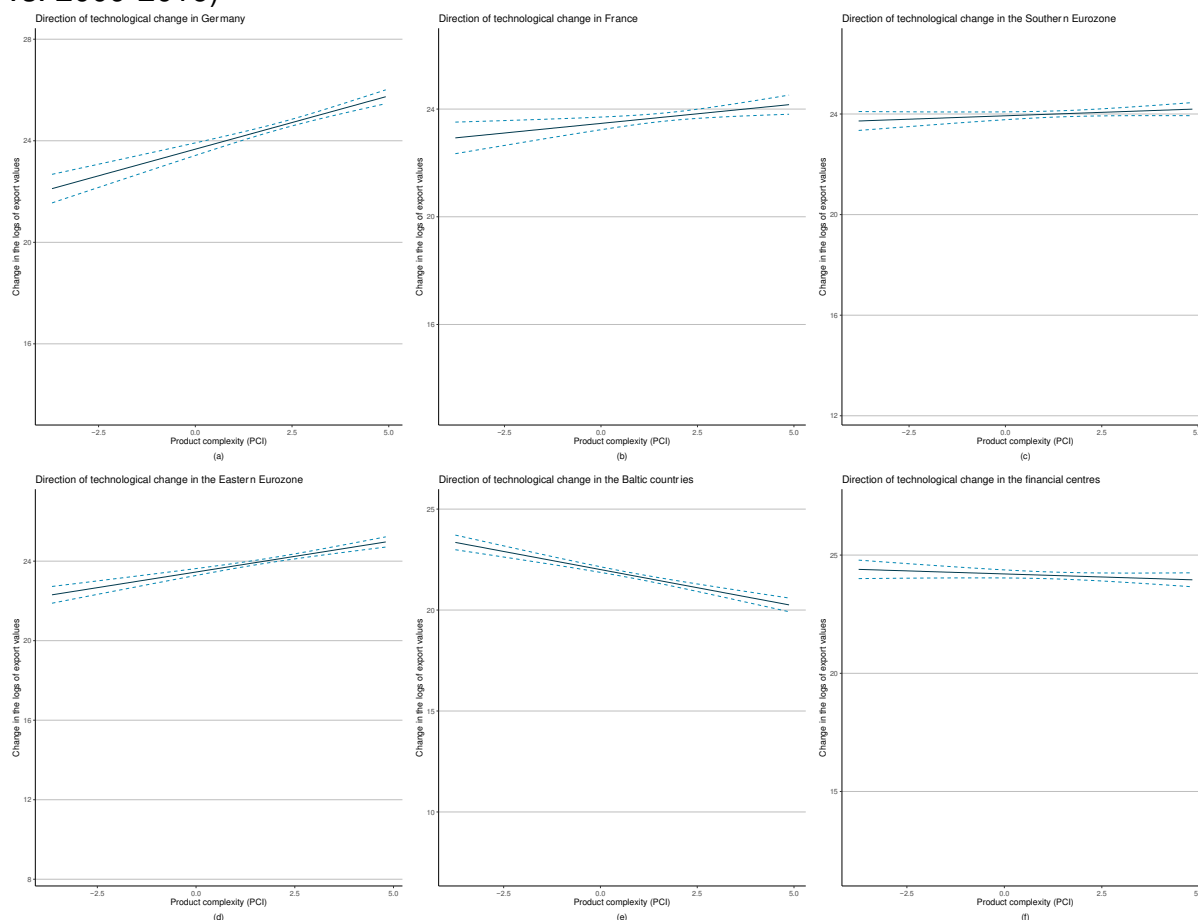 Direction of technological change in Germany
28
24
20
16
Change in the logs of export values
−2.5 0.0 2.5 5.0
Product complexity (PCI)
(a)
Direction of technological change in France
24
20
16
Change in the logs of export values
−2.5 0.0 2.5 5.0
Product complexity (PCI)
(b)
Direction of technological change in the Southern Eurozone
24
20
16
12
Change in the logs of export values
−2.5 0.0 2.5 5.0
Product complexity (PCI)
(c)
Direction of technological change in the Eastern Eurozone
24
20
16
12
8
Change in the logs of export values
−2.5 0.0 2.5 5.0
Product complexity (PCI)
(d)
Direction of technological change in the Baltic countries
25
20
15
10
Change in the logs of export values
−2.5 0.0 2.5 5.0
Product complexity (PCI)
(e)
Direction of technological change in the financial centres
25
20
15
Change in the logs of export values
−2.5 0.0 2.5
Product complexity (PCI)
(f)